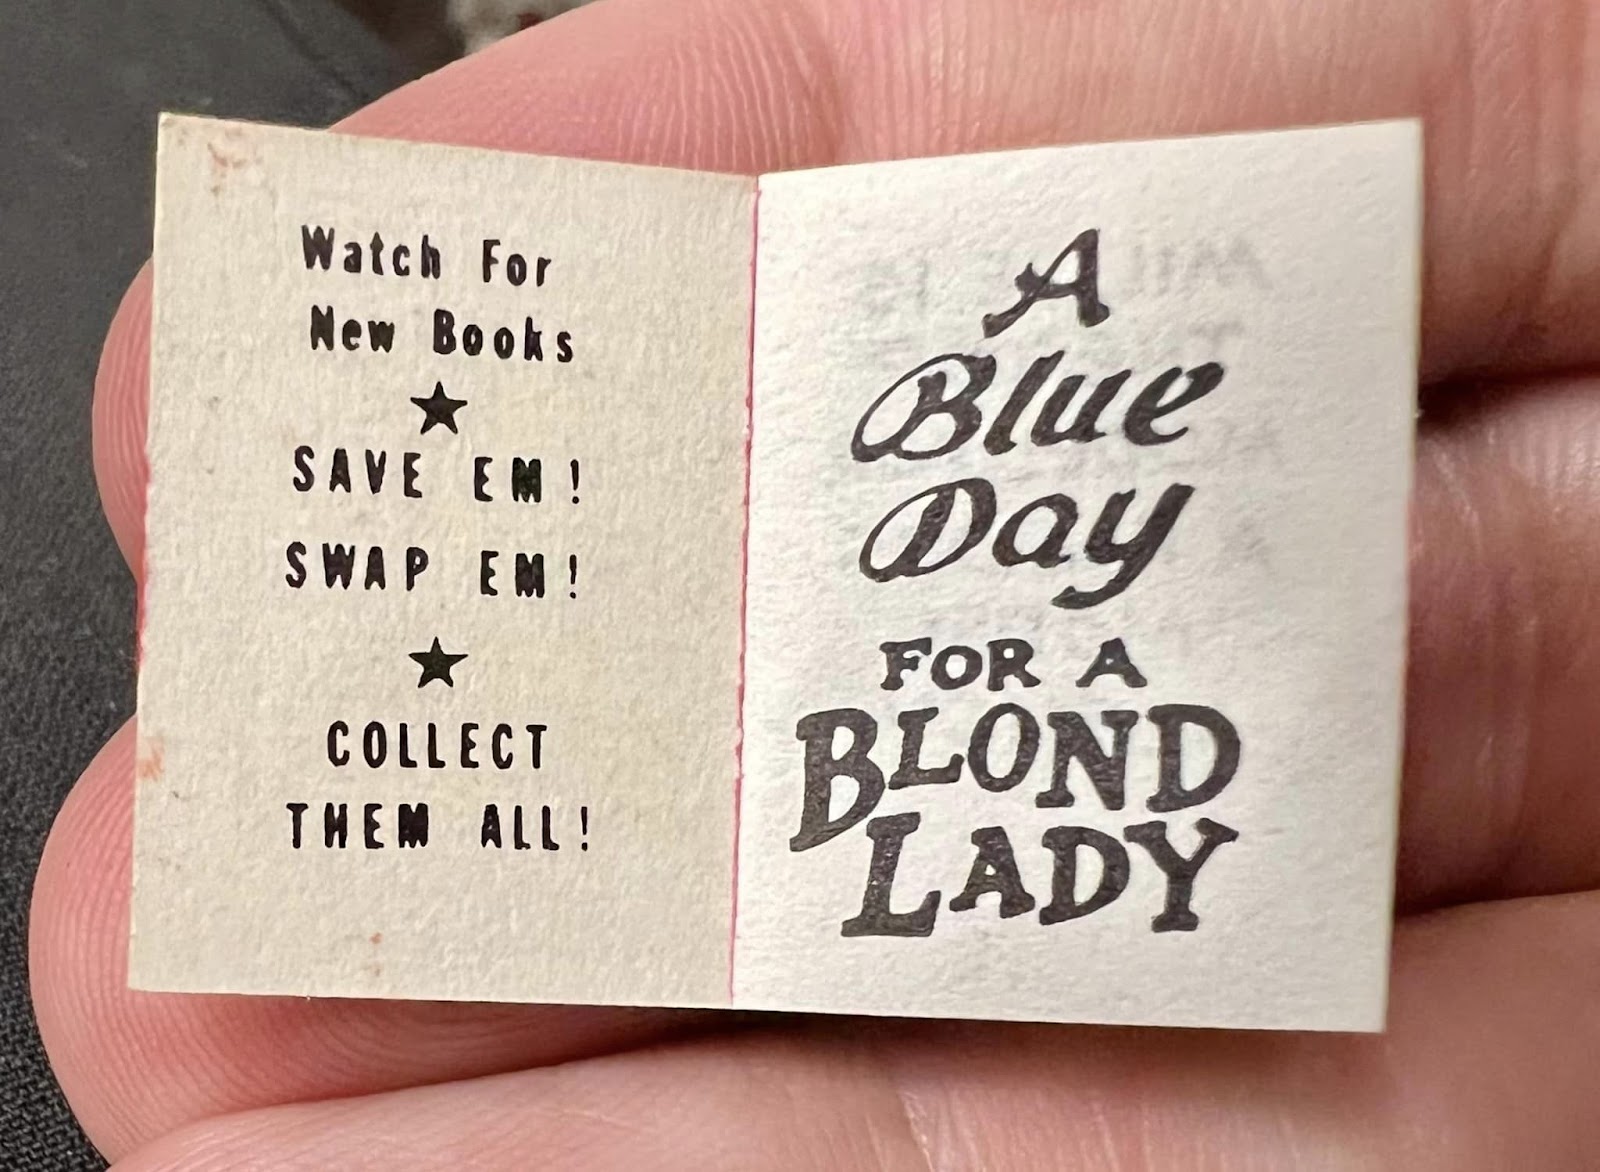 Watch For
New Books
★
SAVE EM!
SWAP EM!
★
COLLECT
THEM ALL!
A
Blue
Day
FOR A
BLOND
LADY